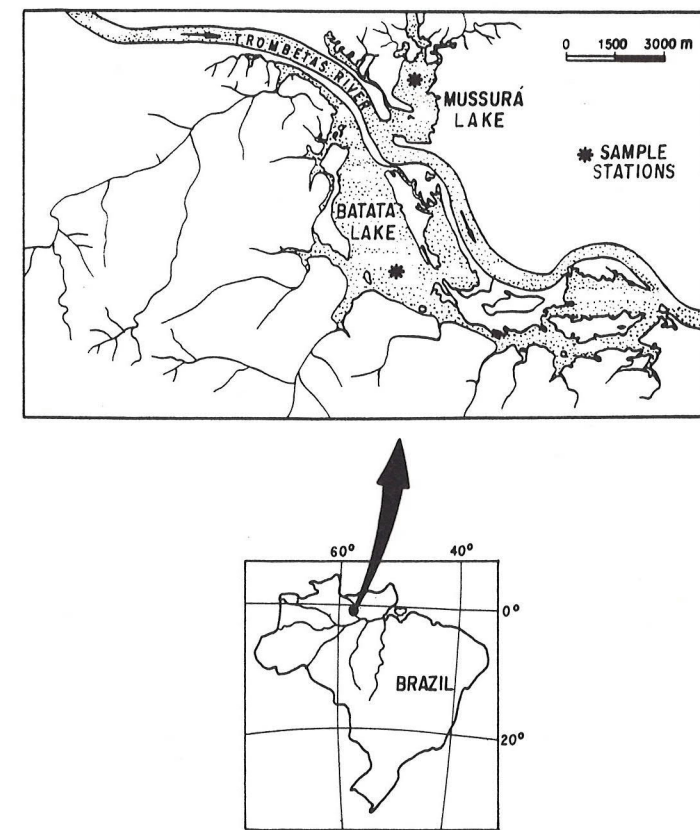 TROMBETAS RIVER
0 1500 3000 m
MUSSURÁ
LAKE
SAMPLE
STATIONS
BATATA
LAKE
60° 40°
0°
BRAZIL
20°